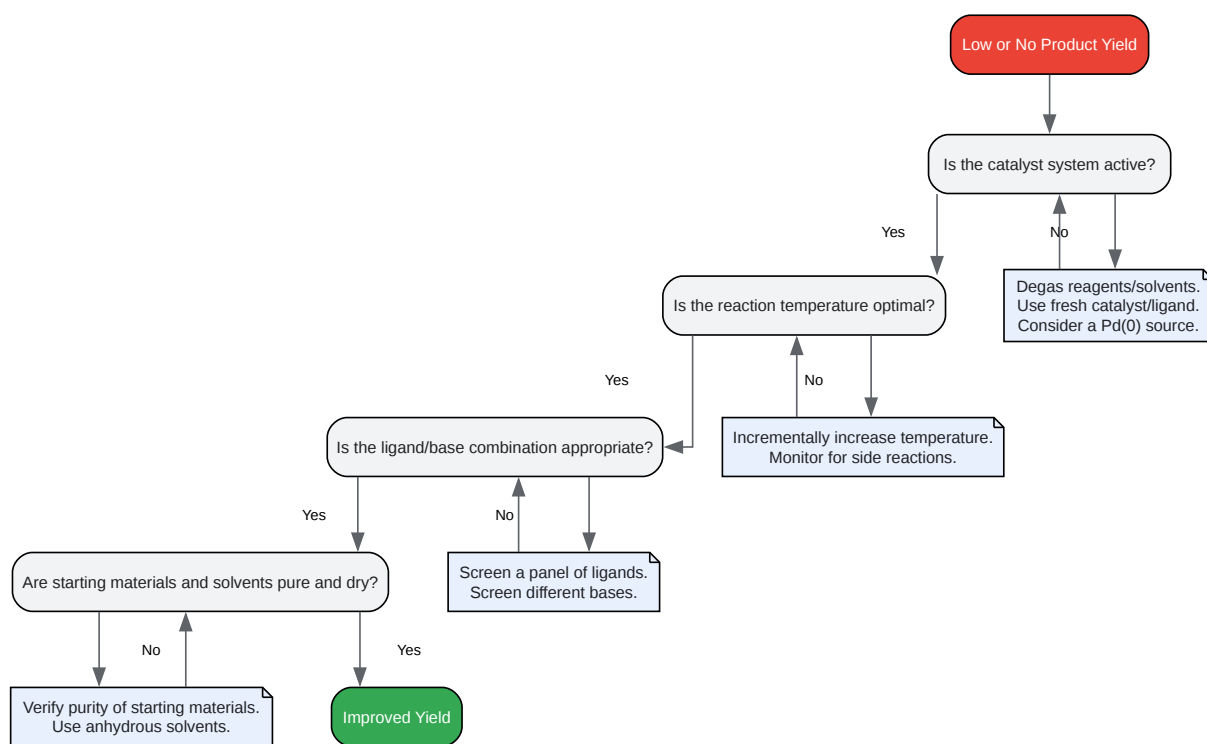 Low or No Product Yield
Is the catalyst system active?
Yes
No
Degas reagents/solvents.
Use fresh catalyst/ligand.
Consider a Pd(0) source.
Is the reaction temperature optimal?
Yes
No
Incrementally increase temperature.
Monitor for side reactions.
Is the ligand/base combination appropriate?
Yes
No
Screen a panel of ligands.
Screen different bases.
Are starting materials and solvents pure and dry?
No
Yes
Verify purity of starting materials.
Use anhydrous solvents.
Improved Yield